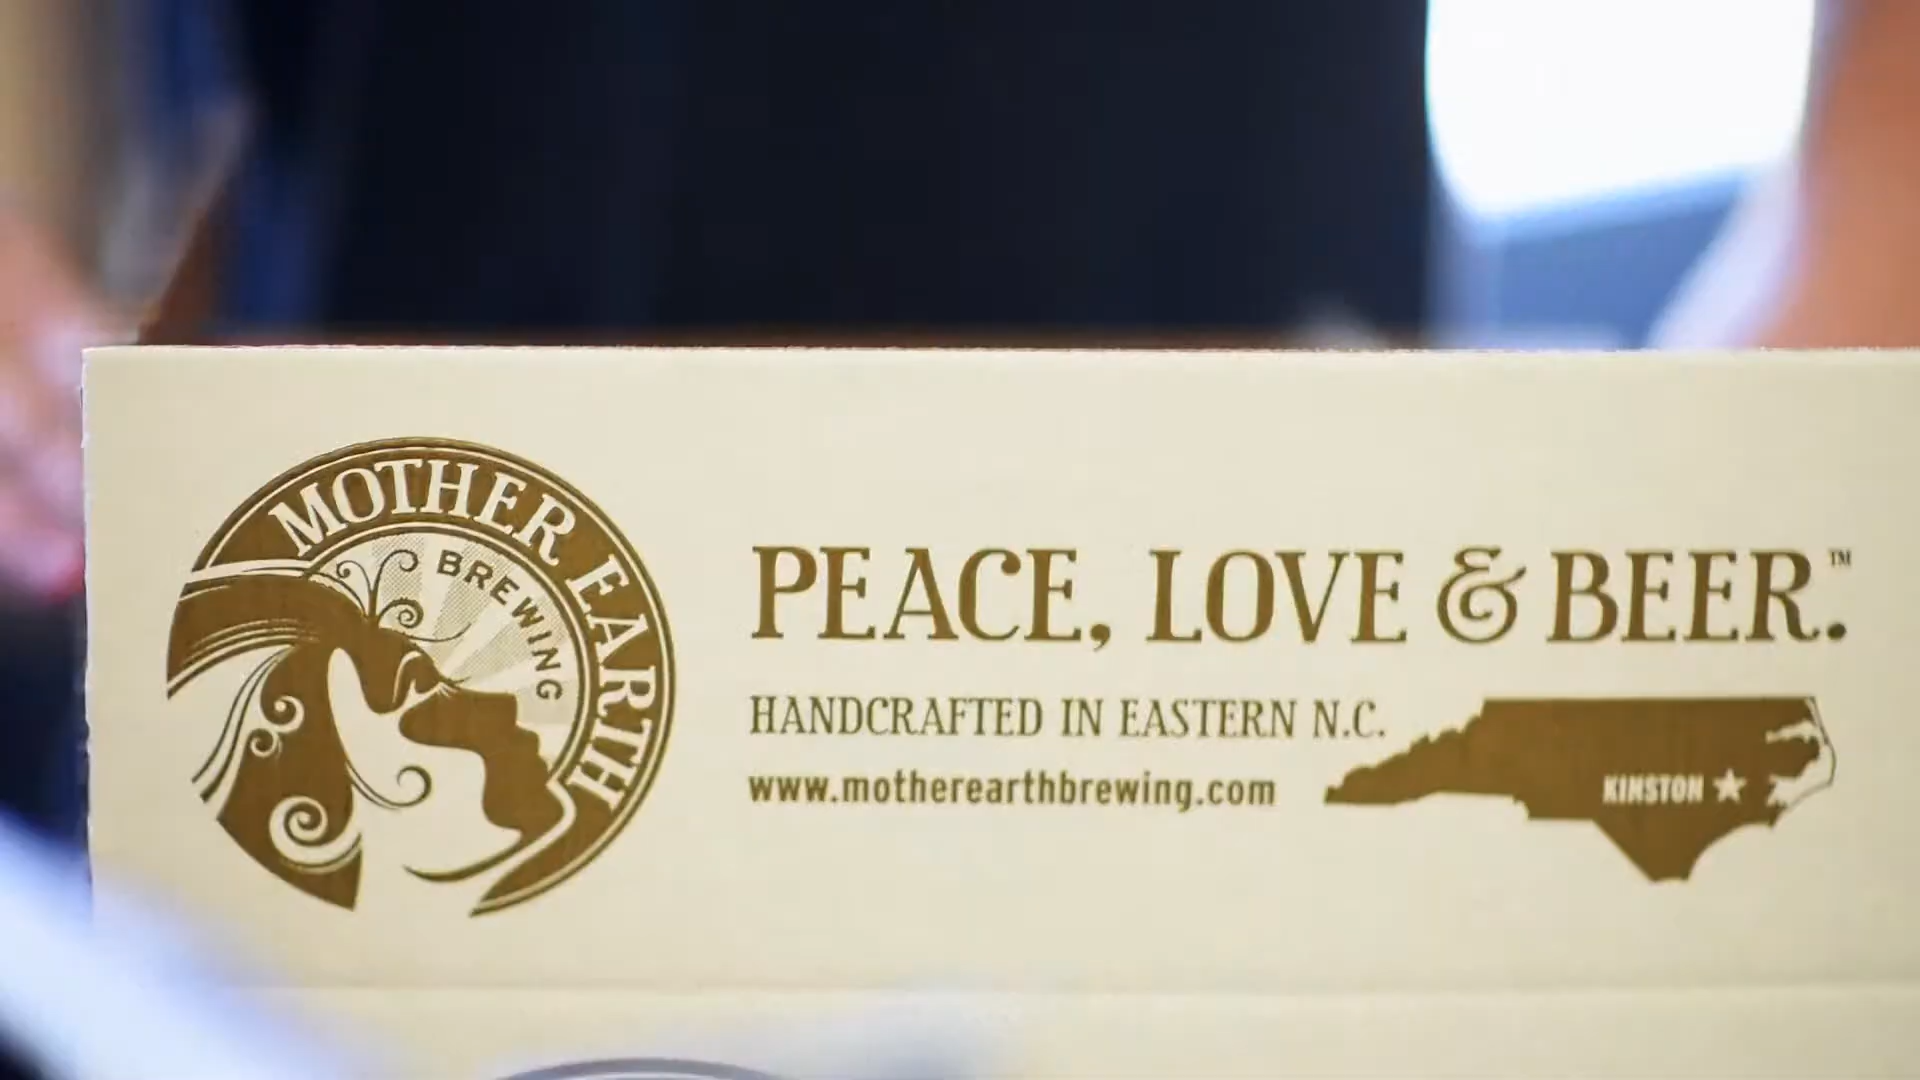 MOTHER EARTH
BREWING
PEACE, LOVE & BEER.™
HANDCRAFTED IN EASTERN N.C.
www.motherearthbrewing.com
KINSTON